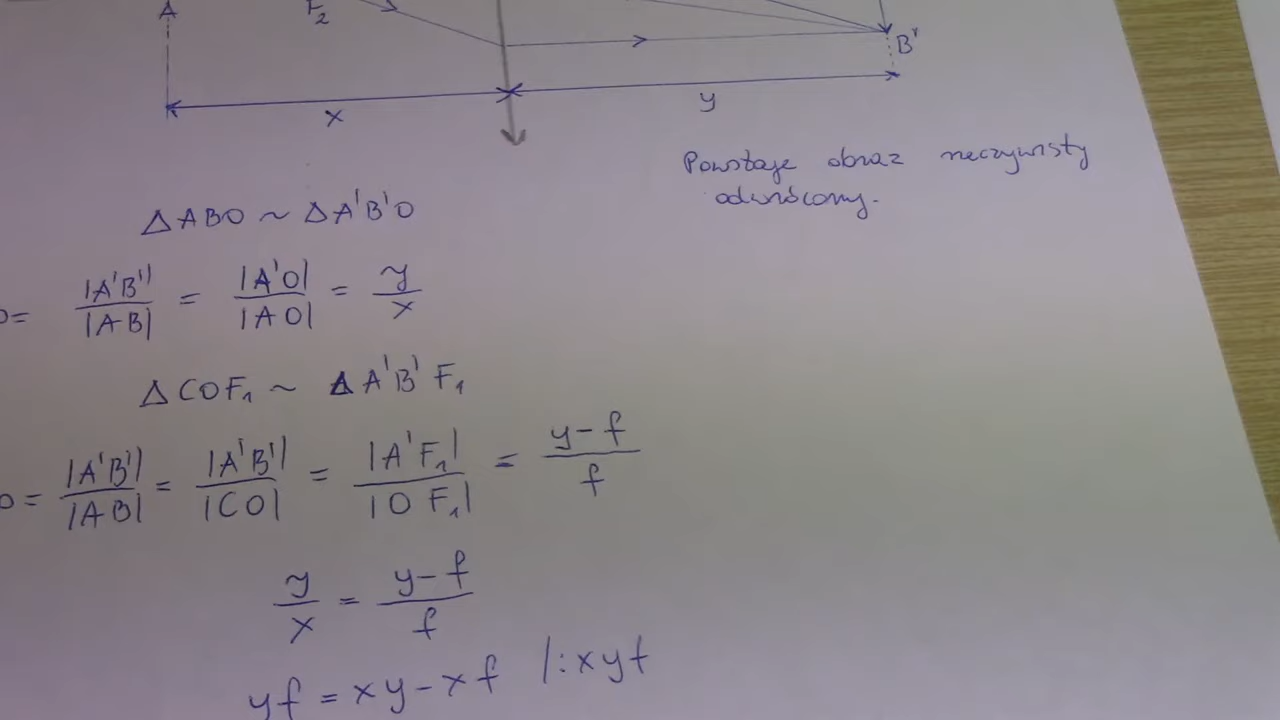 A F₂ B'
x y
Powstaje obraz rzeczywisty
odwrócony.
ΔABO ~ ΔA'B'O
= |A'B'| / |AB| = |A'O| / |AO| = y / x
ΔCOF₁ ~ ΔA'B'F₁
= |A'B'| / |AB| = |A'B'| / |CO| = |A'F₁| / |OF₁| = y-f / f
y / x = y-f / f
yf = xy - xf /:xyf